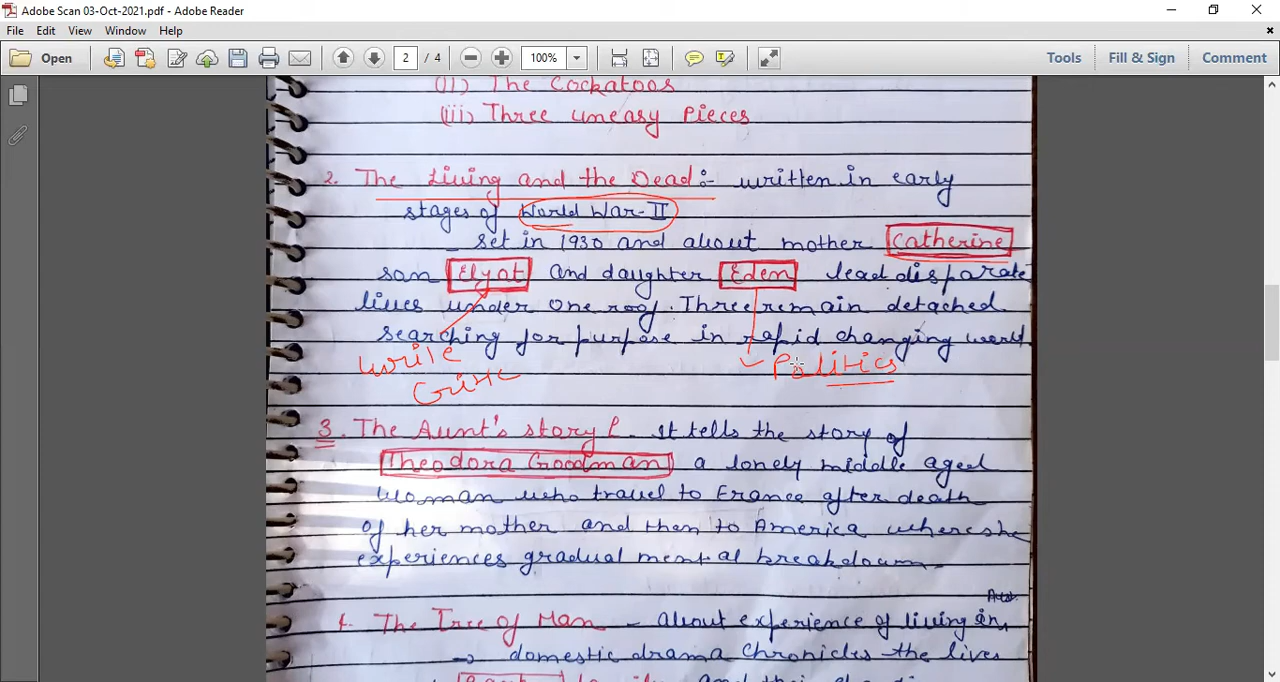 Adobe Scan 03-Oct-2021.pdf - Adobe Reader
File Edit View Window Help
Open 2 / 4 100% Tools Fill & Sign Comment
(ii) The Cockatoos
(iii) Three uneasy Pieces
2. The Living and the Dead :- written in early
stages of World War-II
- set in 1930 and about mother Catherine
son Elyot and daughter Eden lead disparate
lives under one roof. Three remain detached
searching for purpose in rapid changing world
write Politics
Critic
3. The Aunt's story It tells the story of
Theodora Goodman a lonely middle aged
woman who travel to France after death
of her mother and then to America where she
experiences gradual mental breakdown
Aus
4. The Tree of Man - About experience of living in
→ domestic drama chronicles the lives
and their